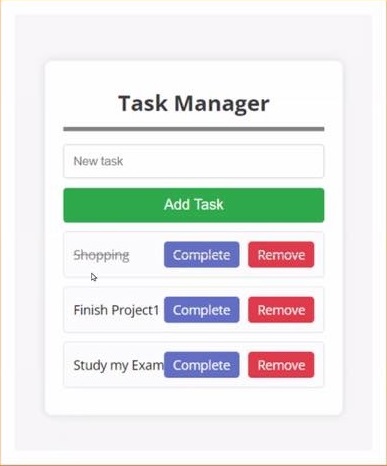 Task Manager
New task
Add Task
Shopping Complete Remove
Finish Project1 Complete Remove
Study my Exam Complete Remove